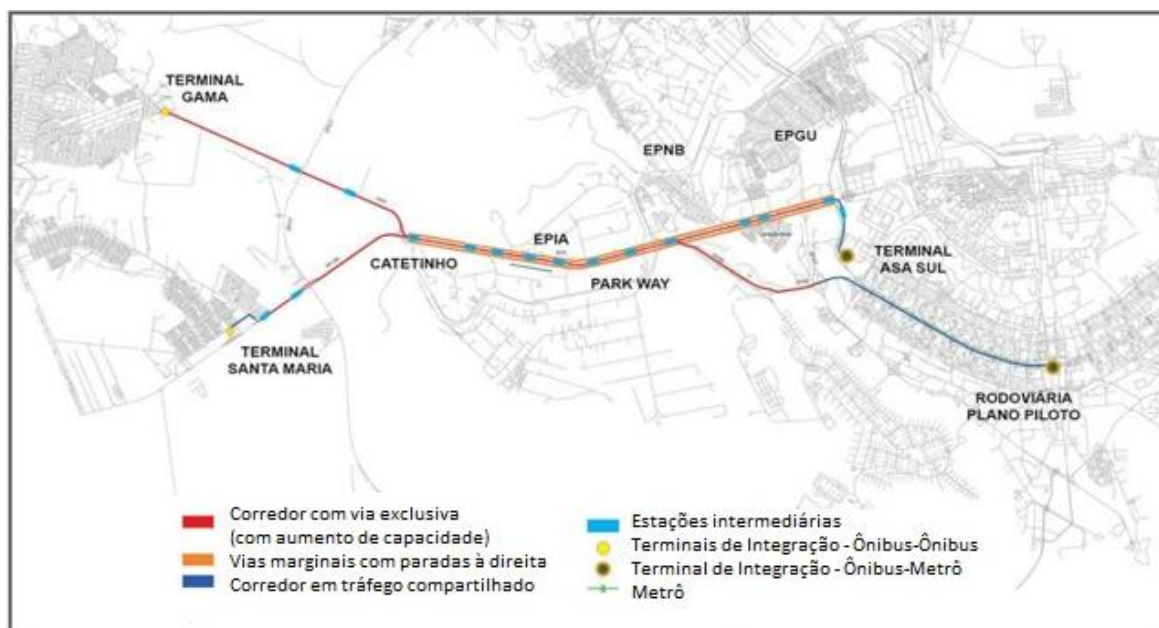 TERMINAL
GAMA
EPGU
EPNB
TERMINAL
ASA SUL
EPIA
CATETINHO
PARK WAY
TERMINAL
SANTA MARIA
RODOVIÁRIA
PLANO PILOTO
Corredor com via exclusiva
(com aumento de capacidade)
Vias marginais com paradas à direita
Corredor em tráfego compartilhado
Estações intermediárias
Terminais de Integração - Ônibus-Ônibus
Terminal de Integração - Ônibus-Metrô
Metrô